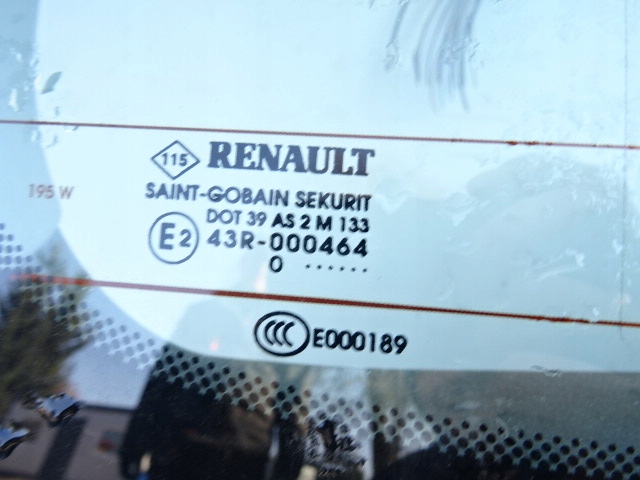 115 RENAULT
195 W
SAINT-GOBAIN SEKURIT
DOT 39 AS 2 M 133
E2 43R-000464
0 ......
CCC E000189